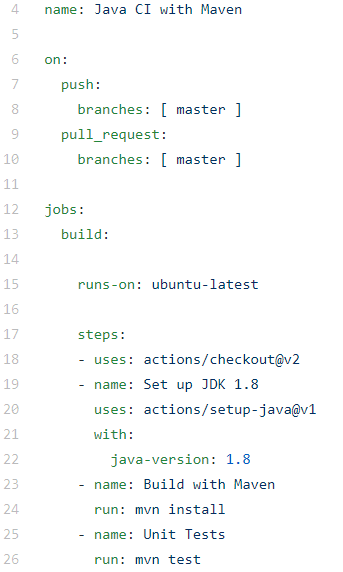 4 name: Java CI with Maven
5
6 on:
7   push:
8     branches: [ master ]
9   pull_request:
10     branches: [ master ]
11
12 jobs:
13   build:
14
15     runs-on: ubuntu-latest
16
17     steps:
18     - uses: actions/checkout@v2
19     - name: Set up JDK 1.8
20       uses: actions/setup-java@v1
21       with:
22         java-version: 1.8
23     - name: Build with Maven
24       run: mvn install
25     - name: Unit Tests
26       run: mvn test